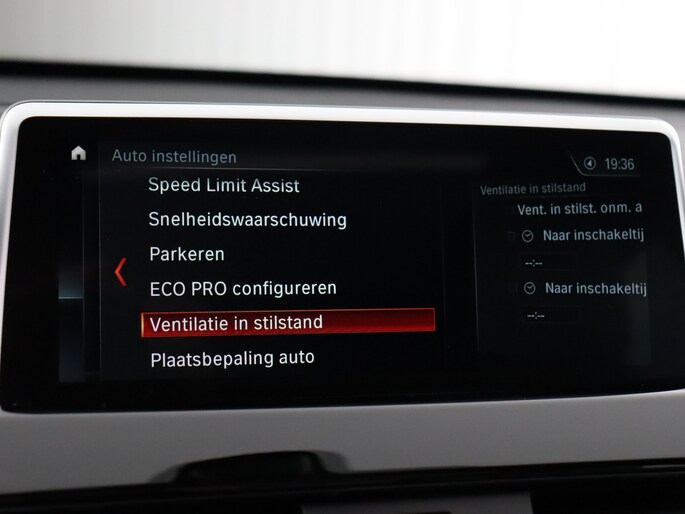 Auto instellingen
19:36
Speed Limit Assist
Snelheidswaarschuwing
Parkeren
ECO PRO configureren
Ventilatie in stilstand
Plaatsbepaling auto
Ventilatie in stilstand
Vent. in stilst. onm. a
Naar inschakeltij
--:--
Naar inschakeltij
--:--